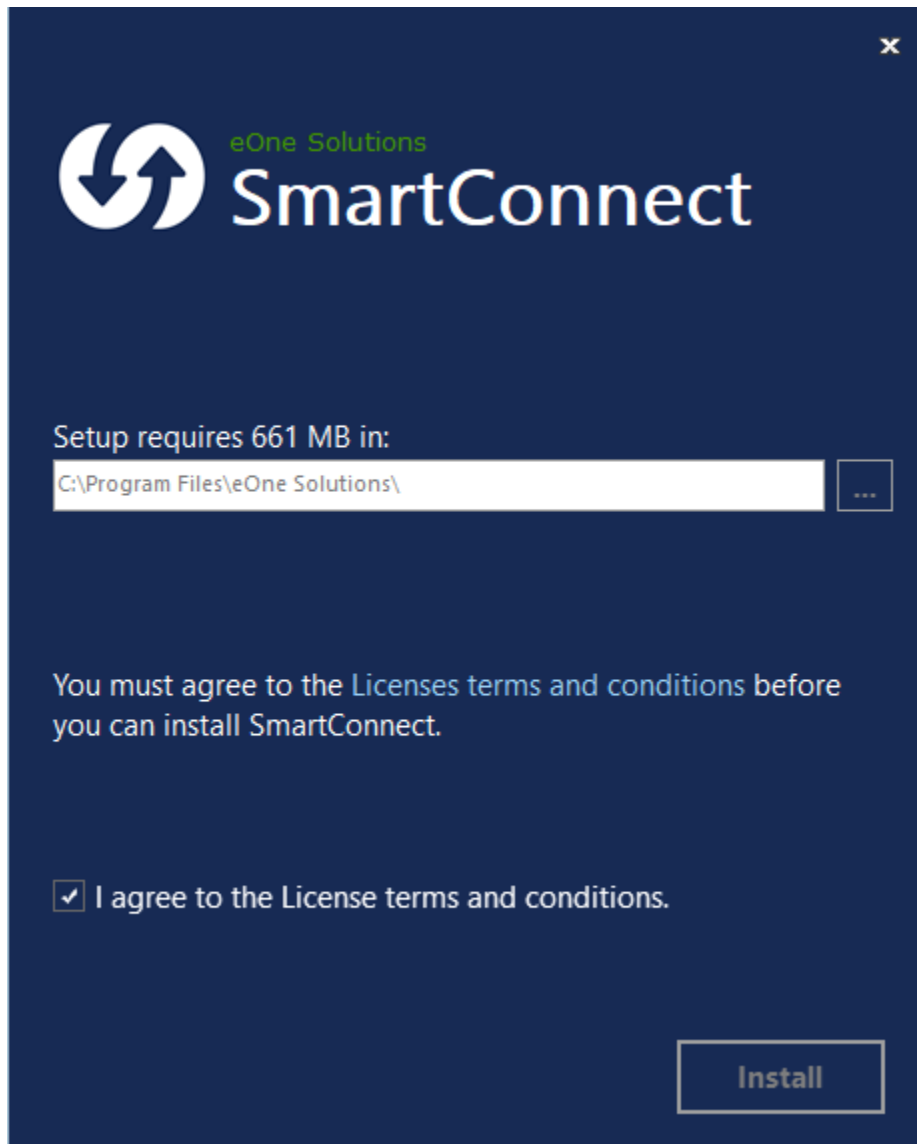 eOne Solutions
SmartConnect
Setup requires 661 MB in:
C:\Program Files\eOne Solutions\
...
You must agree to the Licenses terms and conditions before
you can install SmartConnect.
I agree to the License terms and conditions.
Install